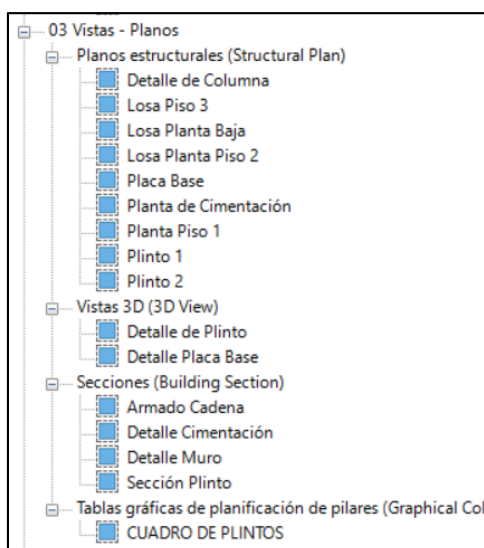 03 Vistas - Planos
Planos estructurales (Structural Plan)
Detalle de Columna
Losa Piso 3
Losa Planta Baja
Losa Planta Piso 2
Placa Base
Planta de Cimentación
Planta Piso 1
Plinto 1
Plinto 2
Vistas 3D (3D View)
Detalle de Plinto
Detalle Placa Base
Secciones (Building Section)
Armado Cadena
Detalle Cimentación
Detalle Muro
Sección Plinto
Tablas gráficas de planificación de pilares (Graphical Col
CUADRO DE PLINTOS